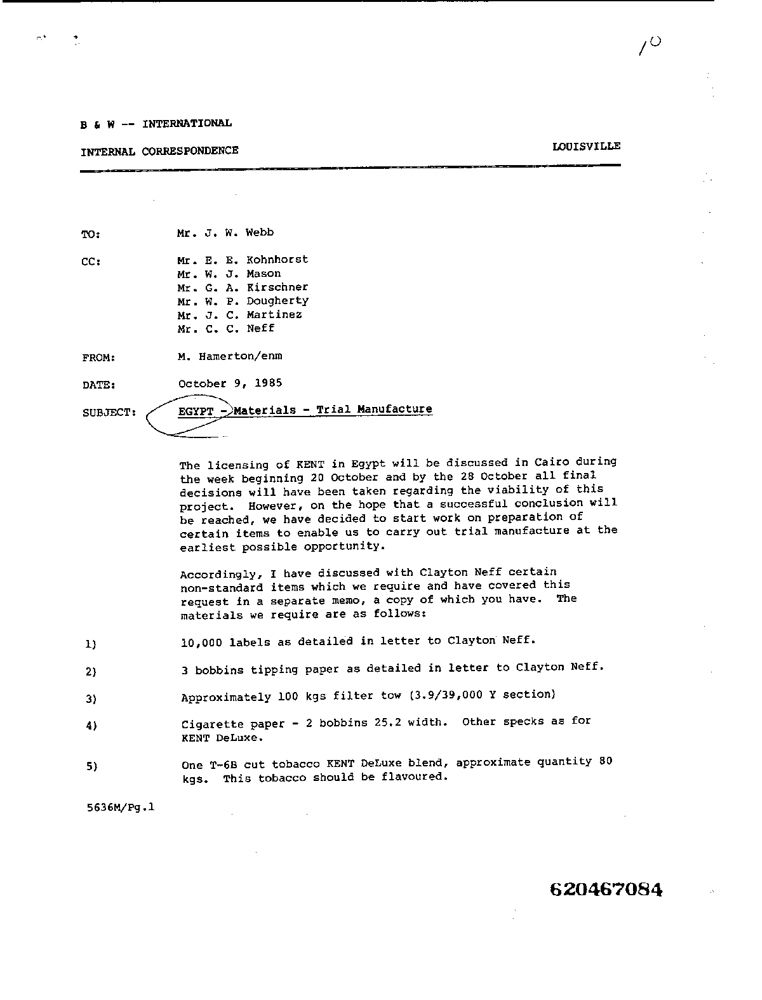 10
B & W -- INTERNATIONAL
INTERNAL CORRESPONDENCE
LOUISVILLE
TO: Mr. J. W. Webb
CC: Mr. E. E. Kohnhorst
Mr. W. J. Mason
Mr. G. A. Kirschner
Mr. W. P. Dougherty
Mr. J. C. Martinez
Mr. C. C. Neff
FROM: M. Hamerton/enm
DATE: October 9, 1985
SUBJECT: EGYPT - Materials - Trial Manufacture
The licensing of KENT in Egypt will be discussed in Cairo during
the week beginning 20 October and by the 28 October all final
decisions will have been taken regarding the viability of this
project. However, on the hope that a successful conclusion will
be reached, we have decided to start work on preparation of
certain items to enable us to carry out trial manufacture at the
earliest possible opportunity.
Accordingly, I have discussed with Clayton Neff certain
non-standard items which we require and have covered this
request in a separate memo, a copy of which you have. The
materials we require are as follows:
1) 10,000 labels as detailed in letter to Clayton Neff.
2) 3 bobbins tipping paper as detailed in letter to Clayton Neff.
3) Approximately 100 kgs filter tow (3.9/39,000 Y section)
4) Cigarette paper - 2 bobbins 25.2 width. Other specks as for
KENT DeLuxe.
5) One T-6B cut tobacco KENT DeLuxe blend, approximate quantity 80
kgs. This tobacco should be flavoured.
5636M/Pg.1
620467084